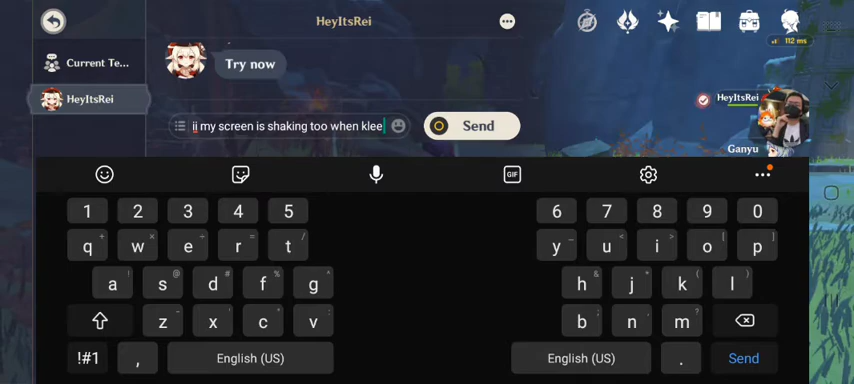 HeyItsRei
112 ms
Current Te...
Try now
HeyItsRei
HeyItsRei
ii my screen is shaking too when klee
Send
Ganyu
GIF
1 2 3 4 5 6 7 8 9 0
q w e r t y u i o p
a s d f g h j k l
z x c v b n m
!#1 , English (US) English (US) . Send